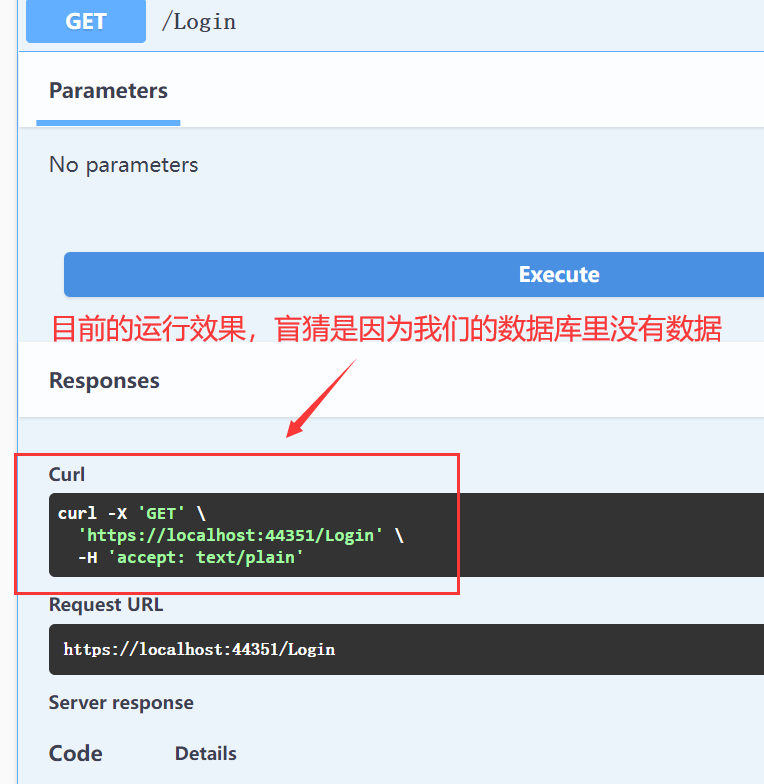 GET /Login
Parameters
No parameters
Execute
目前的运行效果，盲猜是因为我们的数据库里没有数据
Responses
Curl
curl -X 'GET' \
'https://localhost:44351/Login' \
-H 'accept: text/plain'
Request URL
https://localhost:44351/Login
Server response
Code Details